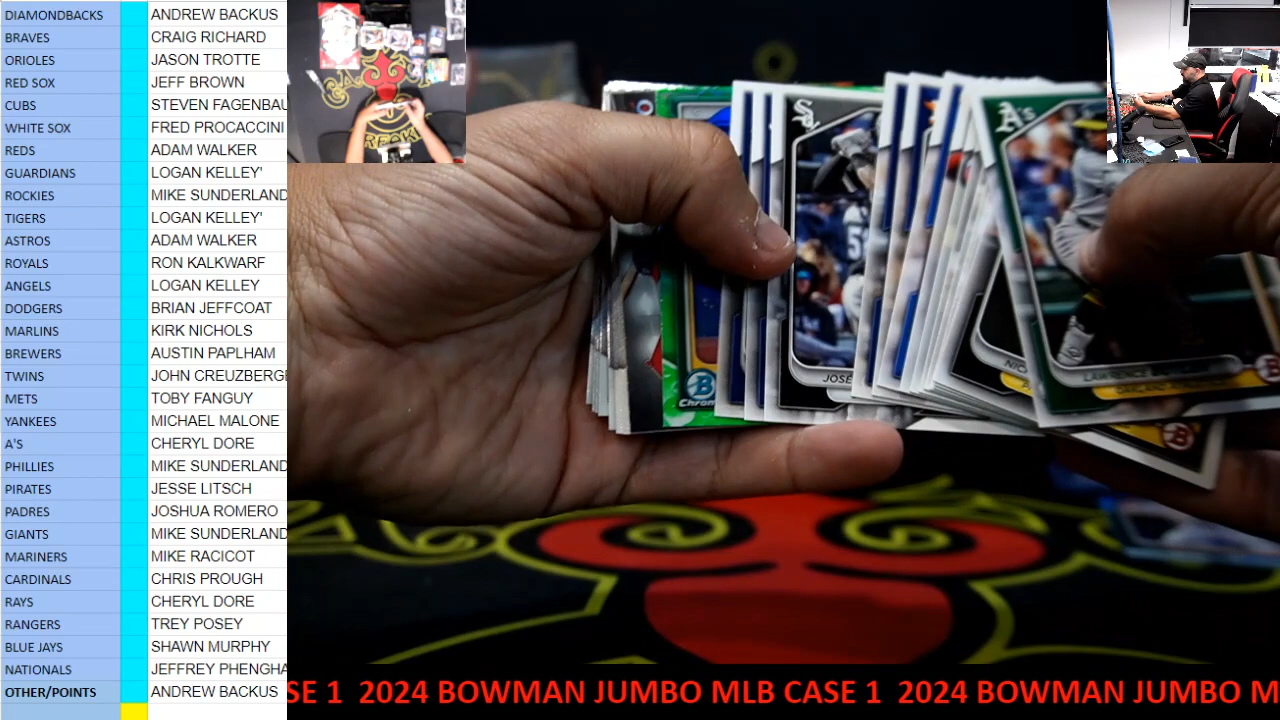 DIAMONDBACKS ANDREW BACKUS
BRAVES CRAIG RICHARD
ORIOLES JASON TROTTE
RED SOX JEFF BROWN
CUBS STEVEN FAGENBAU
WHITE SOX FRED PROCACCINI
REDS ADAM WALKER
GUARDIANS LOGAN KELLEY'
ROCKIES MIKE SUNDERLAND
TIGERS LOGAN KELLEY'
ASTROS ADAM WALKER
ROYALS RON KALKWARF
ANGELS LOGAN KELLEY
DODGERS BRIAN JEFFCOAT
MARLINS KIRK NICHOLS
BREWERS AUSTIN PAPLHAM
TWINS JOHN CREUZBERGE
METS TOBY FANGUY
YANKEES MICHAEL MALONE
A'S CHERYL DORE
PHILLIES MIKE SUNDERLAND
PIRATES JESSE LITSCH
PADRES JOSHUA ROMERO
GIANTS MIKE SUNDERLAND
MARINERS MIKE RACICOT
CARDINALS CHRIS PROUGH
RAYS CHERYL DORE
RANGERS TREY POSEY
BLUE JAYS SHAWN MURPHY
NATIONALS JEFFREY PHENGHA
OTHER/POINTS ANDREW BACKUS
A's
JOSE
B
Chrom
SE 1 2024 BOWMAN JUMBO MLB CASE 1 2024 BOWMAN JUMBO M